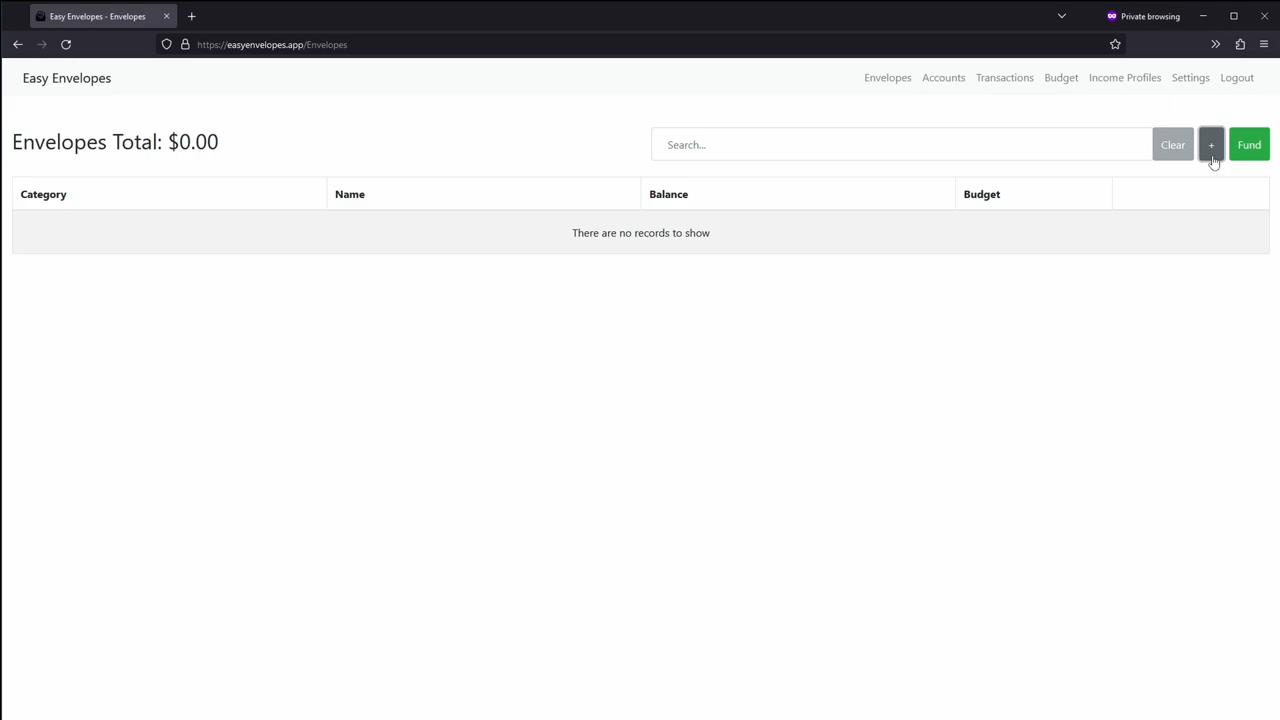 Easy Envelopes - Envelopes
Private browsing
https://easyenvelopes.app/Envelopes
Easy Envelopes
Envelopes Accounts Transactions Budget Income Profiles Settings Logout
Envelopes Total: $0.00
Search... Clear + Fund
Category Name Balance Budget
There are no records to show